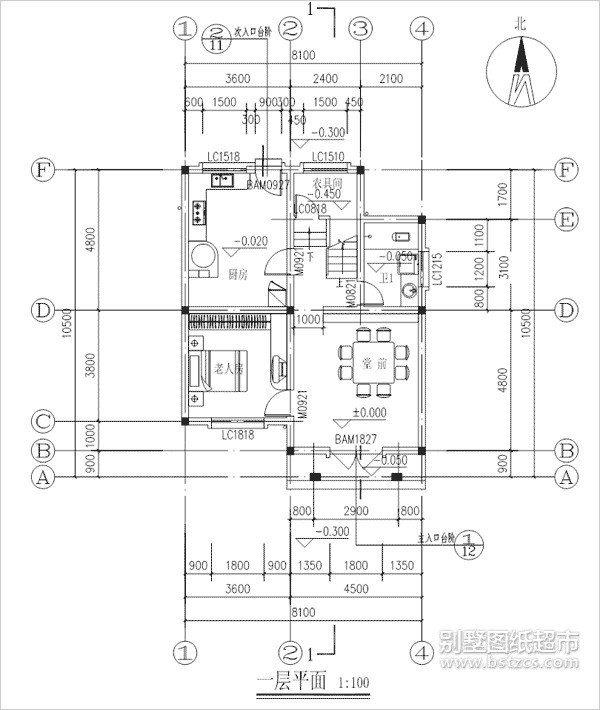 1
① ② ③ ④
北
2
11
次入口台阶
8100
3600 2400 2100
600 1500 900 300 1500 450
300 450
-0.300
LC1518 LC1510
F F
BAM0927 农具间
-0.450
LC0818
1700
E
-0.020
M0921 下
1100
4800
-0.050
3100
厨房 上 卫1
1200
LC1215
M0821
800
D D
10500 10500
1000
3800
老人房 堂前
4800
M0921
±0.000
C
LC1818
BAM1827
1000
B B
-0.050
900 900
A A
800 2900 800
-0.300
主入口台阶
1
12
900 1800 900 1350 1800 1350
3600 4500
8100
① ② 1 ④
一层平面 1:100
别墅图纸超市
www.bstzcs.com